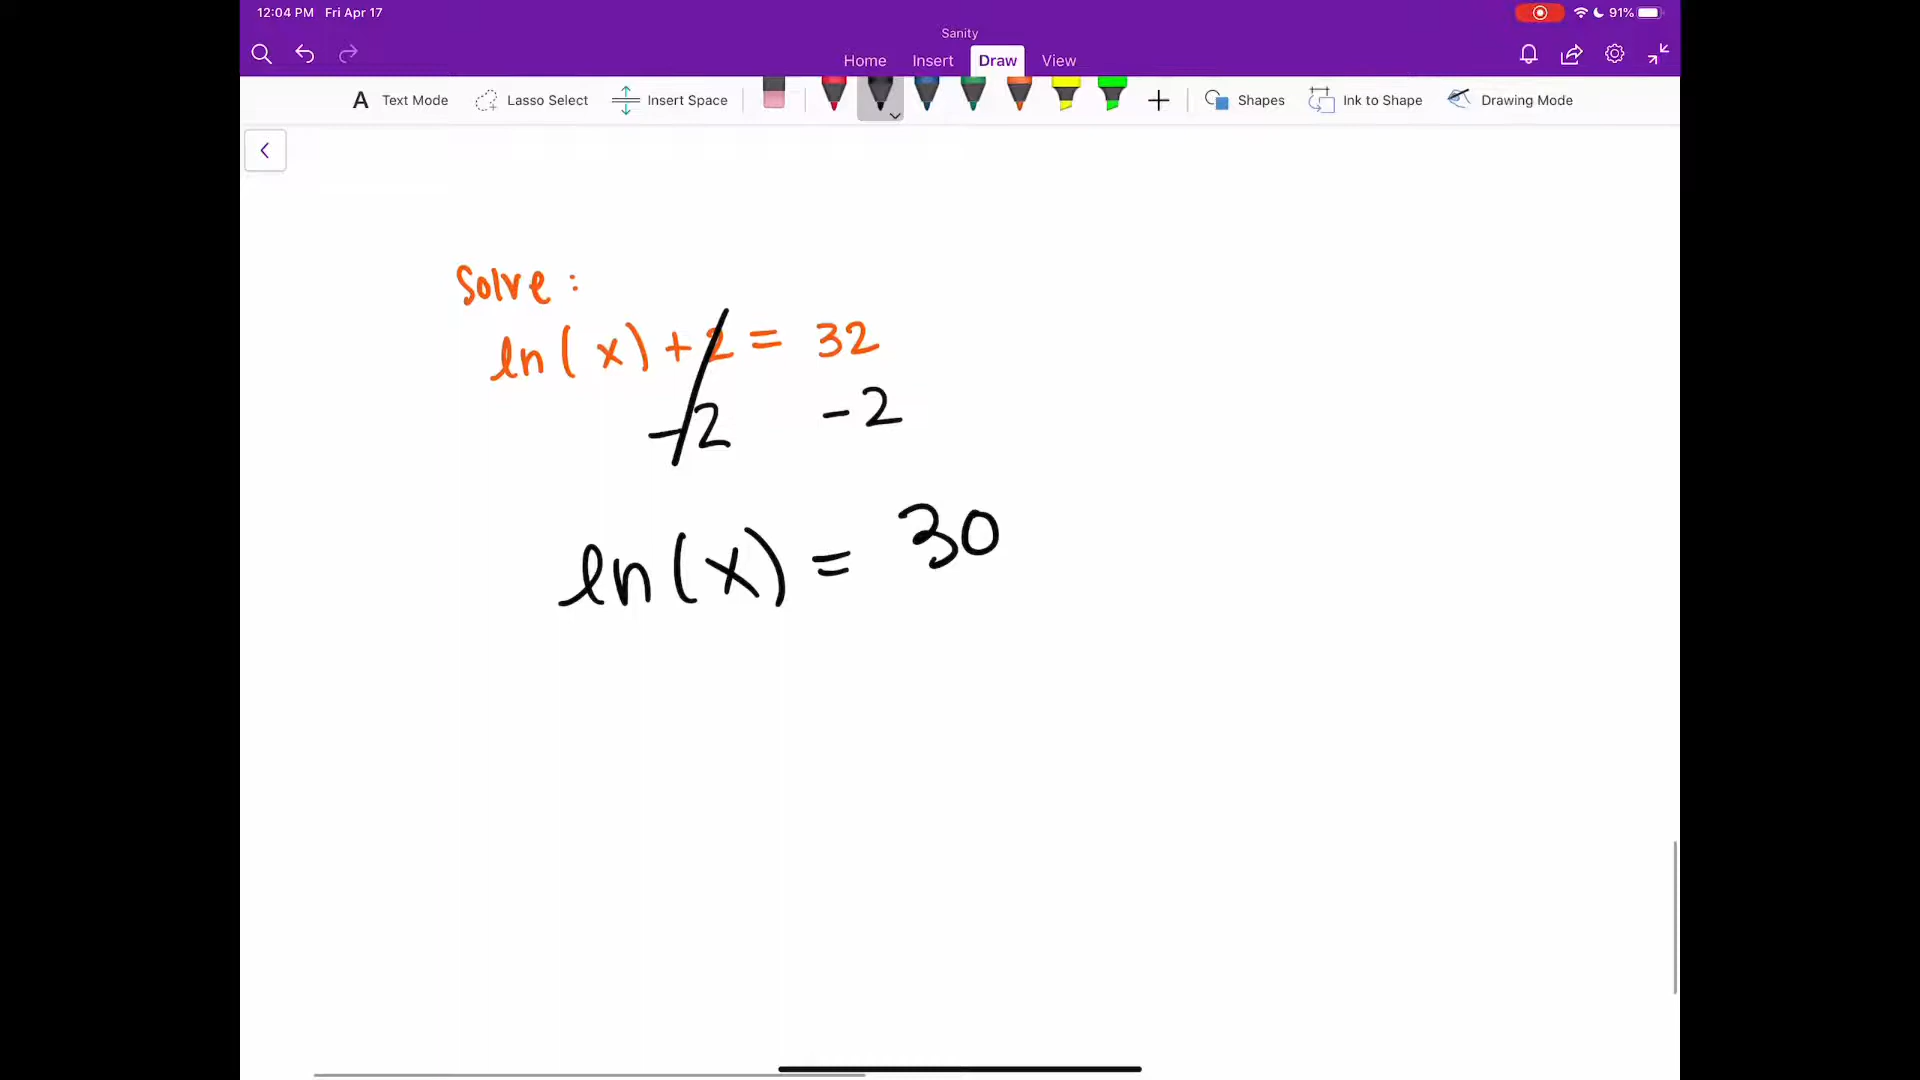 12:04 PM Fri Apr 17 91%
Sanity
Home Insert Draw View
A Text Mode Lasso Select Insert Space Shapes Ink to Shape Drawing Mode
Solve :
ln(x)+2 = 32
-2 -2
ln(x) = 30